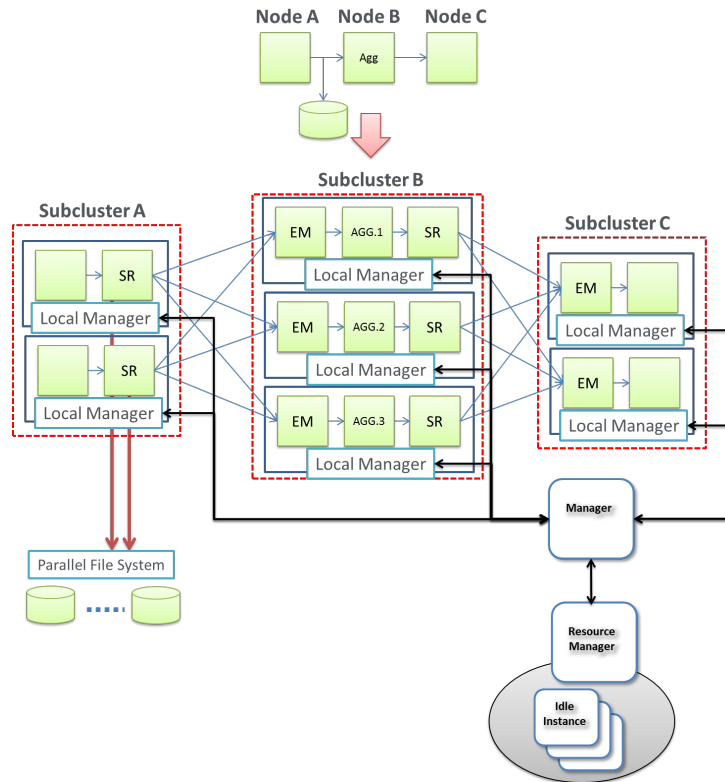 Node A Node B Node C
Agg
Subcluster A
Subcluster B
Subcluster C
SR
Local Manager
SR
Local Manager
EM AGG.1 SR
Local Manager
EM AGG.2 SR
Local Manager
EM AGG.3 SR
Local Manager
EM
Local Manager
EM
Local Manager
Manager
Parallel File System
Resource
Manager
Idle
Instance